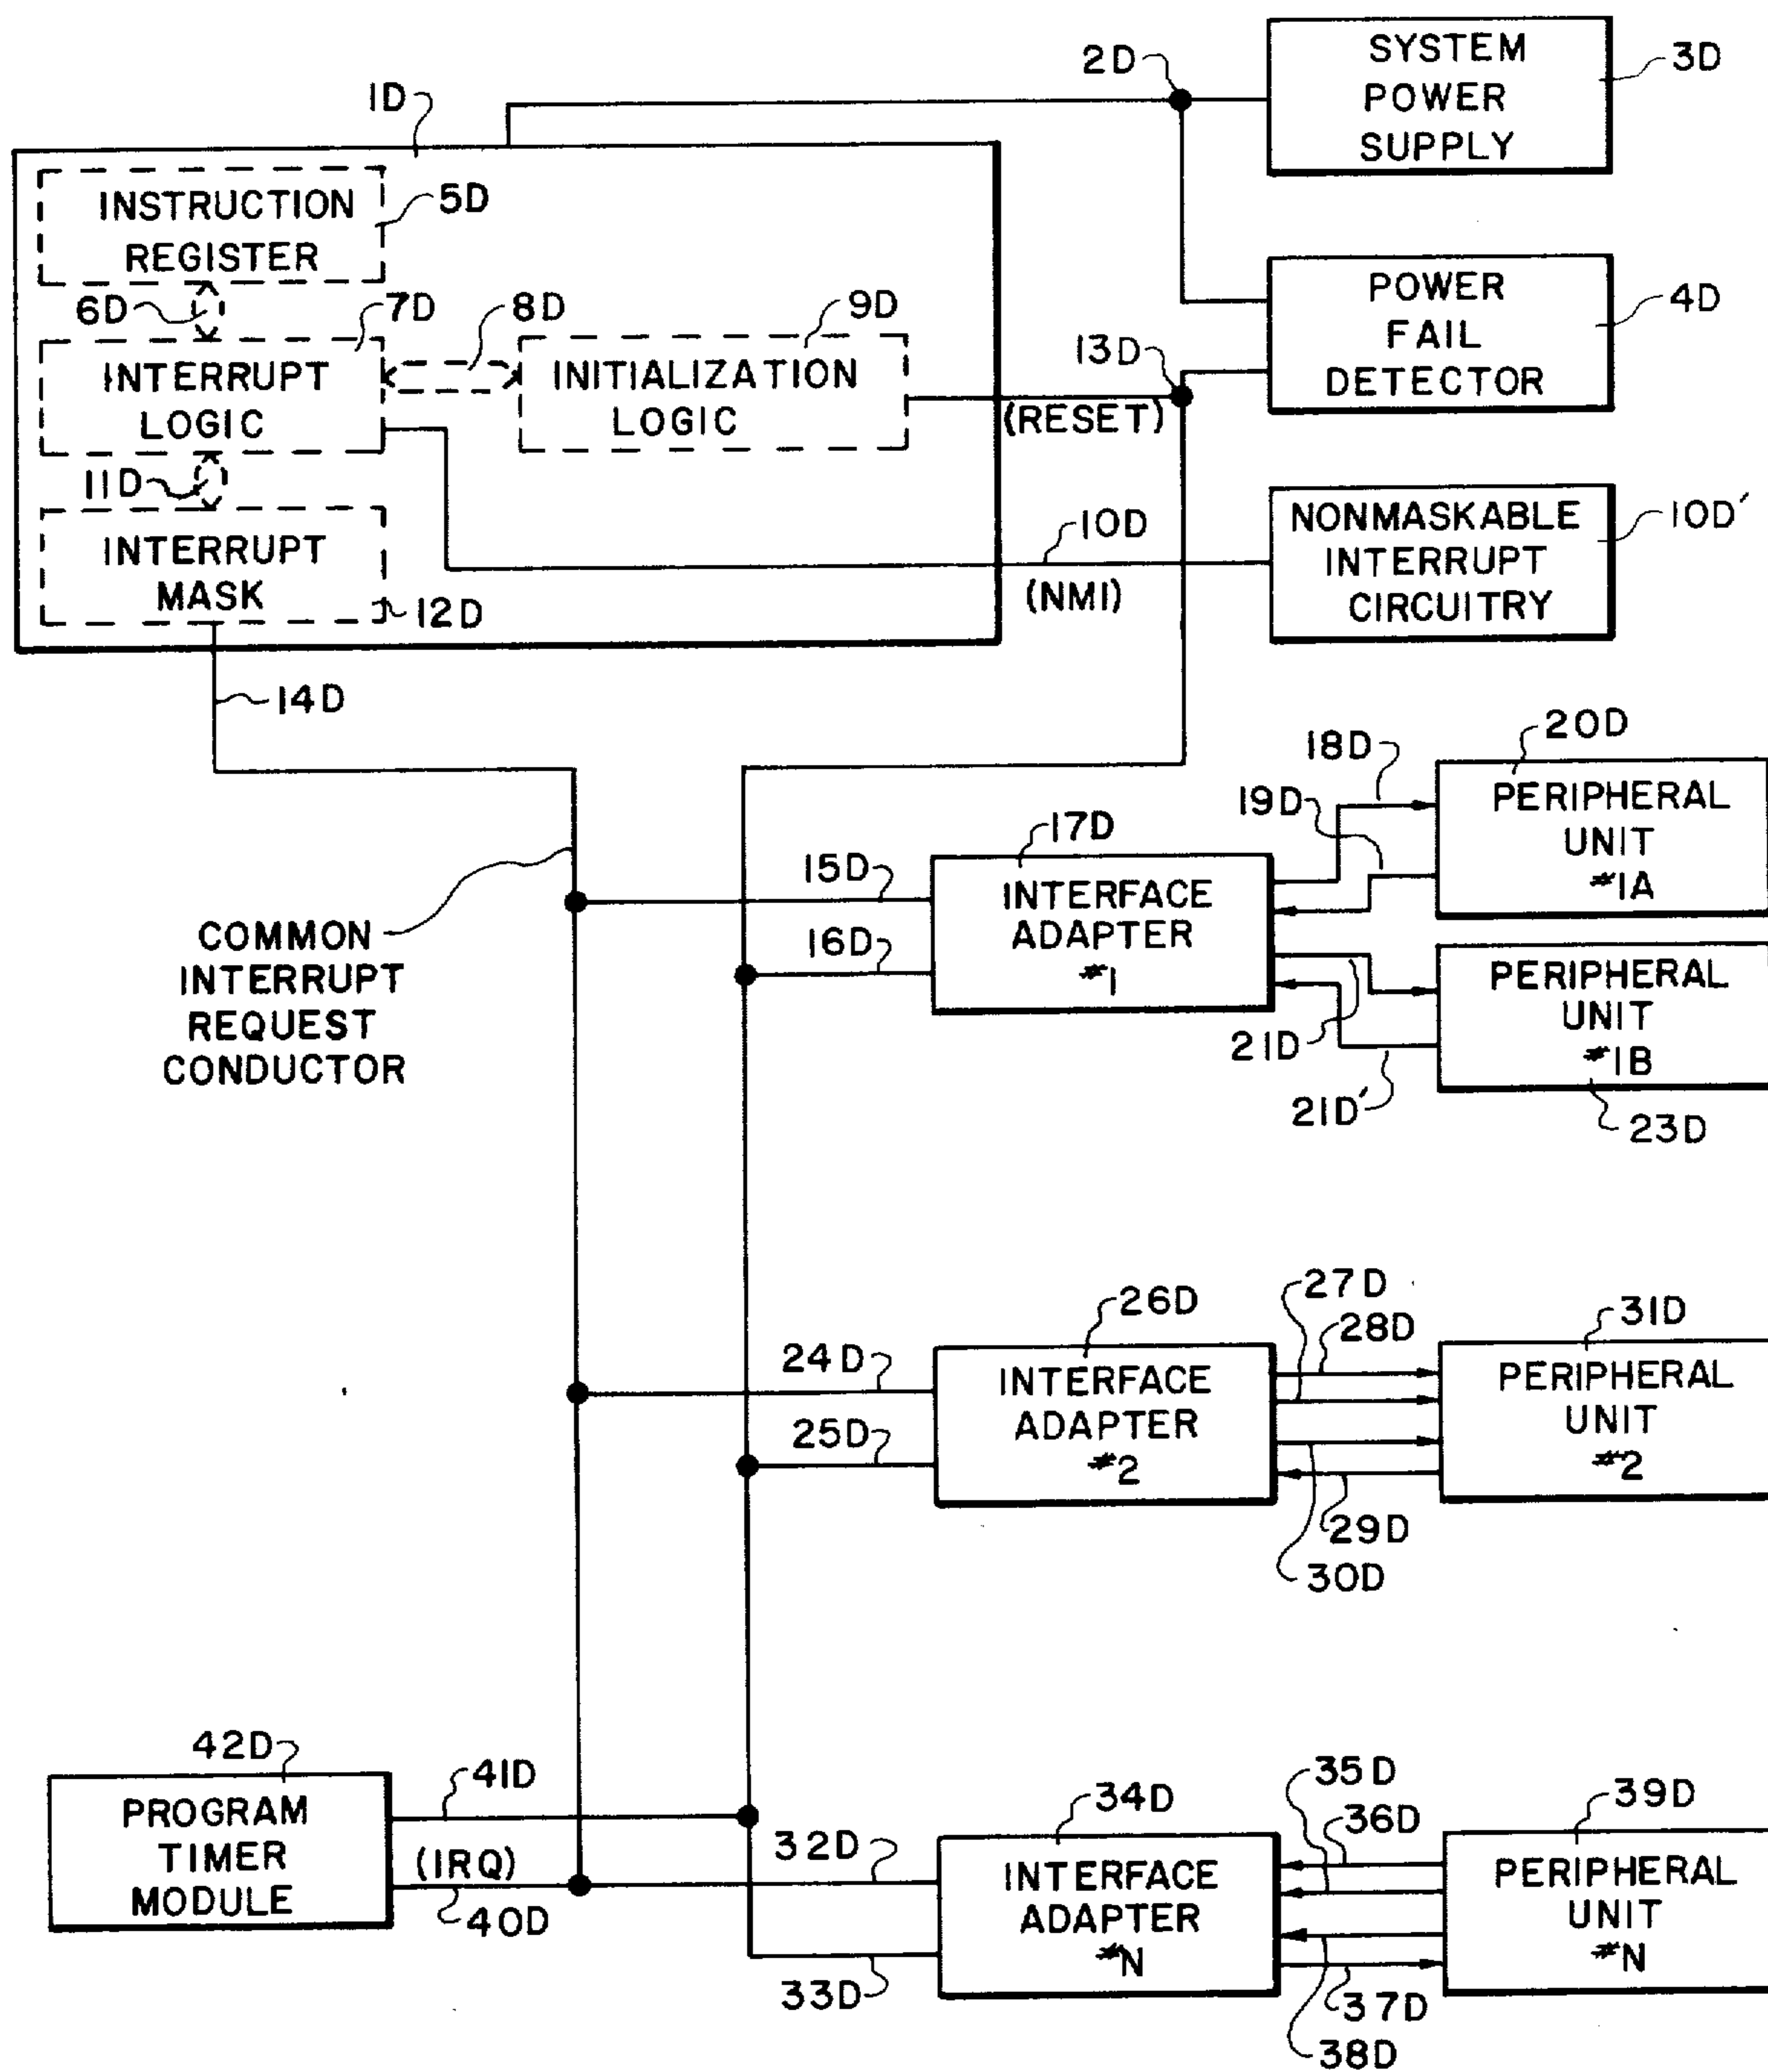 SYSTEM
POWER
SUPPLY
3D
2D
1D
INSTRUCTION
REGISTER
5D
6D
7D
8D
9D
INTERRUPT
LOGIC
INITIALIZATION
LOGIC
11D
INTERRUPT
MASK
12D
13D
(RESET)
POWER
FAIL
DETECTOR
4D
10D
(NMI)
NONMASKABLE
INTERRUPT
CIRCUITRY
10D'
14D
COMMON
INTERRUPT
REQUEST
CONDUCTOR
15D
16D
17D
INTERFACE
ADAPTER
#1
18D
19D
20D
PERIPHERAL
UNIT
#1A
21D
21D'
PERIPHERAL
UNIT
#1B
23D
24D
25D
26D
INTERFACE
ADAPTER
#2
27D
28D
29D
30D
31D
PERIPHERAL
UNIT
#2
42D
PROGRAM
TIMER
MODULE
41D
(IRQ)
40D
32D
33D
34D
INTERFACE
ADAPTER
#N
35D
36D
37D
38D
39D
PERIPHERAL
UNIT
#N